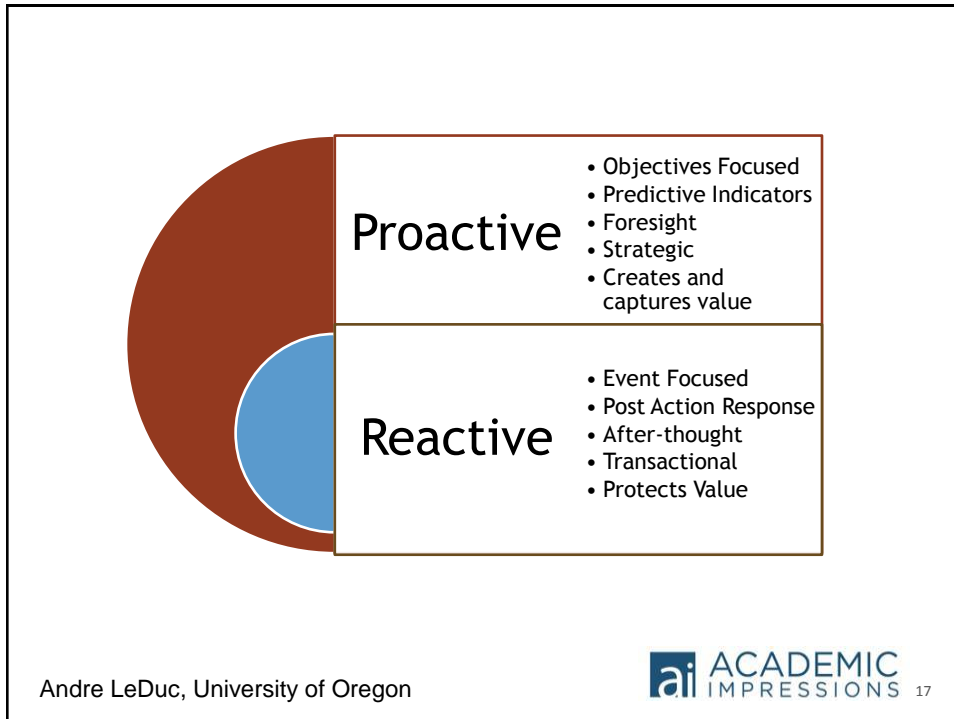 Proactive
• Objectives Focused
• Predictive Indicators
• Foresight
• Strategic
• Creates and
captures value
Reactive
• Event Focused
• Post Action Response
• After-thought
• Transactional
• Protects Value
Andre LeDuc, University of Oregon
ai ACADEMIC
IMPRESSIONS
17